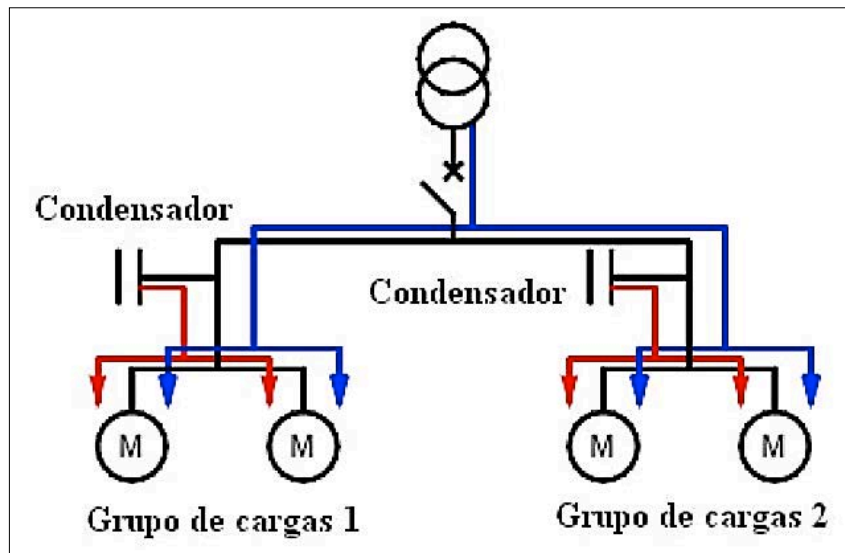 Condensador
Condensador
M
M
M
M
Grupo de cargas 1
Grupo de cargas 2